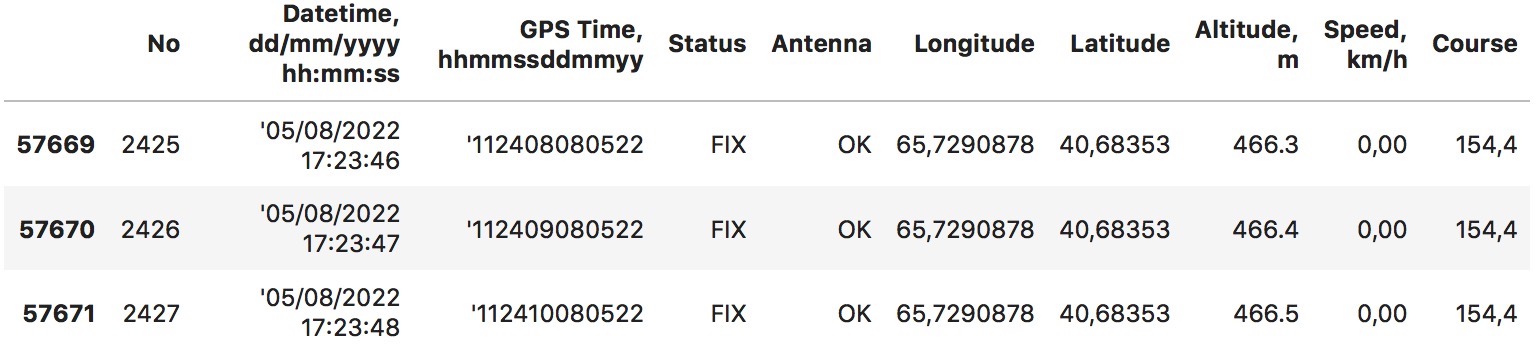 No Datetime, dd/mm/yyyy hh:mm:ss GPS Time, hhmmssddmmyy Status Antenna Longitude Latitude Altitude, m Speed, km/h Course
57669 2425 '05/08/2022 17:23:46 '112408080522 FIX OK 65,7290878 40,68353 466.3 0,00 154,4
57670 2426 '05/08/2022 17:23:47 '112409080522 FIX OK 65,7290878 40,68353 466.4 0,00 154,4
57671 2427 '05/08/2022 17:23:48 '112410080522 FIX OK 65,7290878 40,68353 466.5 0,00 154,4